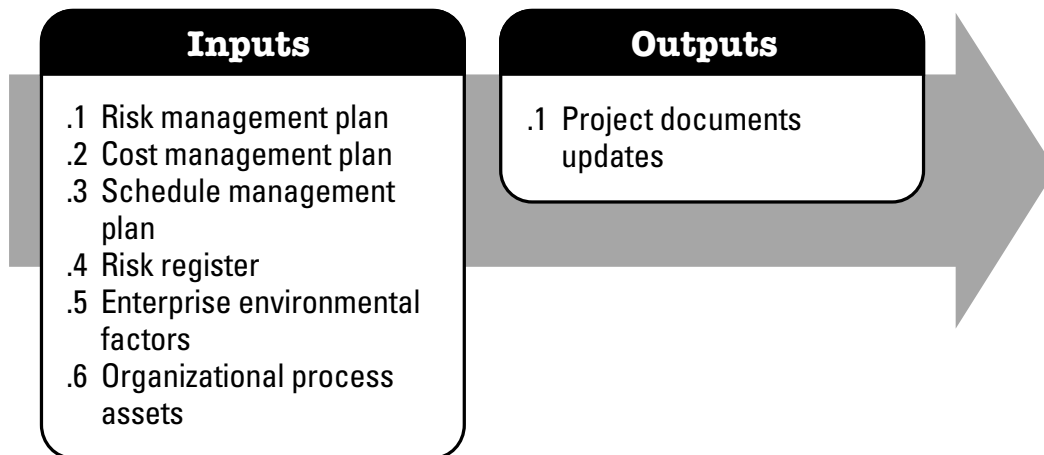 Inputs
.1 Risk management plan
.2 Cost management plan
.3 Schedule management
plan
.4 Risk register
.5 Enterprise environmental
factors
.6 Organizational process
assets
Outputs
.1 Project documents
updates